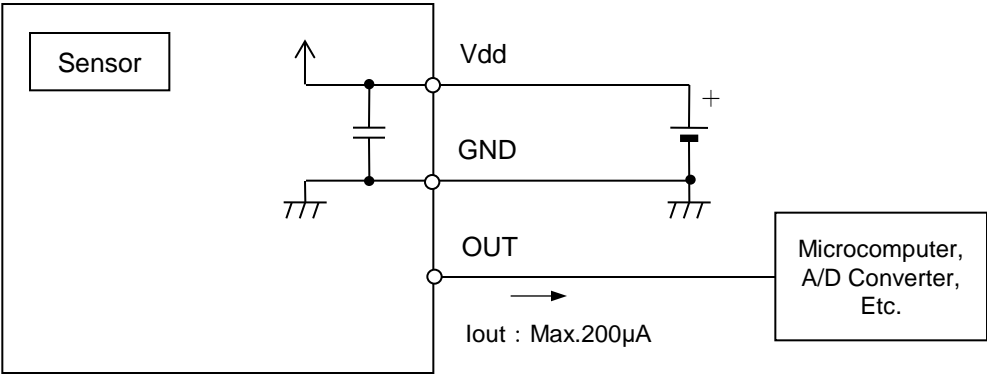 Sensor
Vdd
+
GND
OUT
Microcomputer,
A/D Converter,
Etc.
Iout : Max.200µA